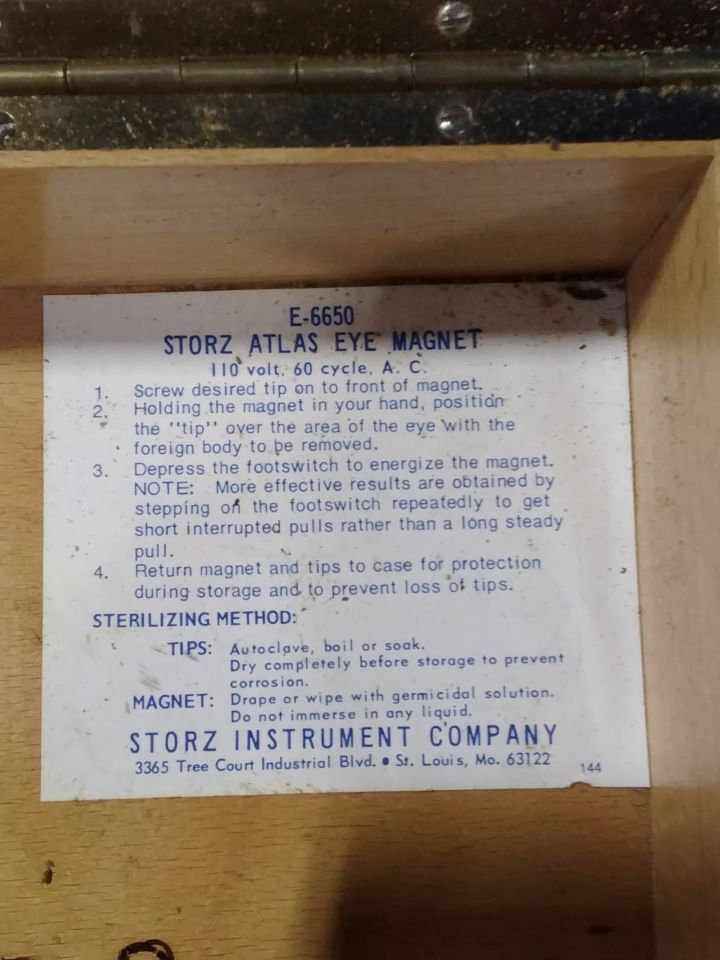 E-6650
STORZ ATLAS EYE MAGNET
110 volt, 60 cycle, A. C.
1. Screw desired tip on to front of magnet.
2. Holding the magnet in your hand, position
the "tip" over the area of the eye with the
foreign body to be removed.
3. Depress the footswitch to energize the magnet.
NOTE: More effective results are obtained by
stepping on the footswitch repeatedly to get
short interrupted pulls rather than a long steady
pull.
4. Return magnet and tips to case for protection
during storage and to prevent loss of tips.
STERILIZING METHOD:
TIPS: Autoclave, boil or soak.
Dry completely before storage to prevent
corrosion.
MAGNET: Drape or wipe with germicidal solution.
Do not immerse in any liquid.
STORZ INSTRUMENT COMPANY
3365 Tree Court Industrial Blvd. • St. Louis, Mo. 63122 144